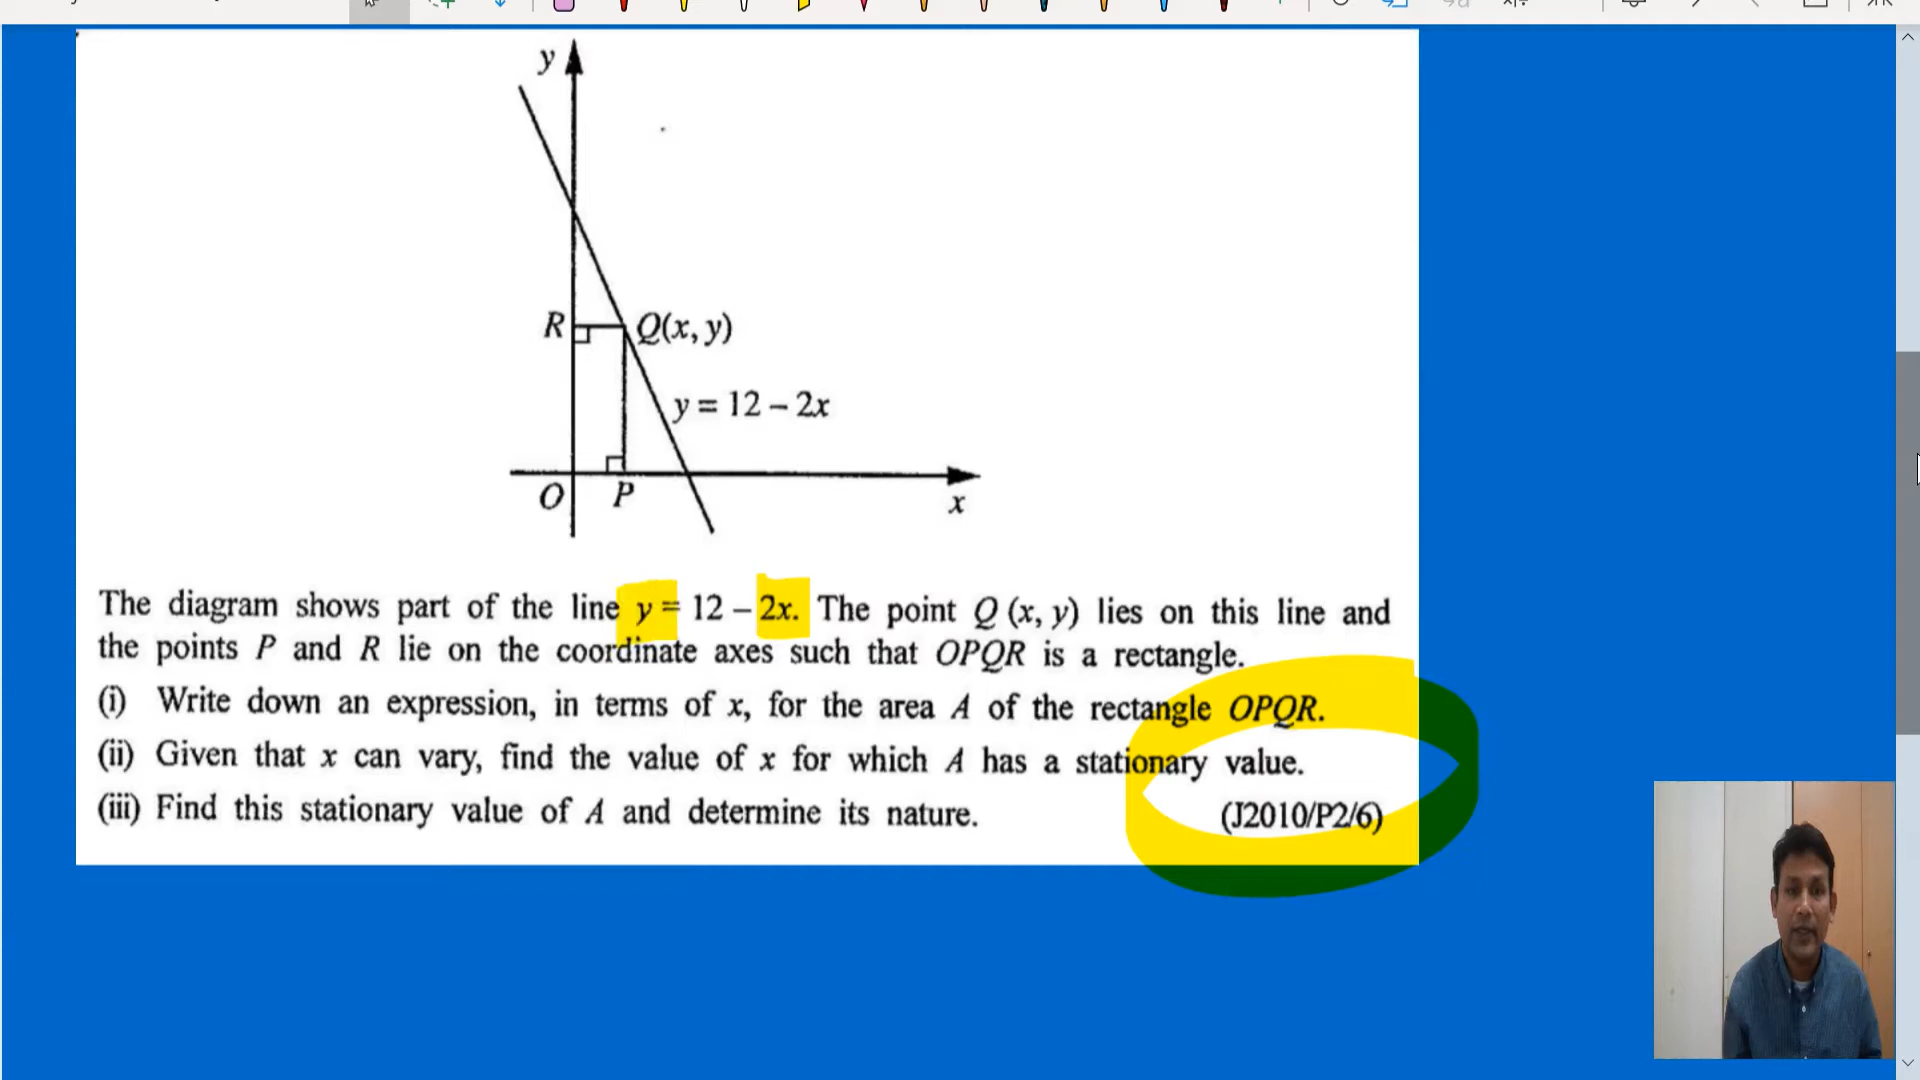 y
R
Q(x, y)
y = 12 – 2x
O
P
x
The diagram shows part of the line y = 12 – 2x. The point Q (x, y) lies on this line and
the points P and R lie on the coordinate axes such that OPQR is a rectangle.
(i) Write down an expression, in terms of x, for the area A of the rectangle OPQR.
(ii) Given that x can vary, find the value of x for which A has a stationary value.
(iii) Find this stationary value of A and determine its nature. (J2010/P2/6)